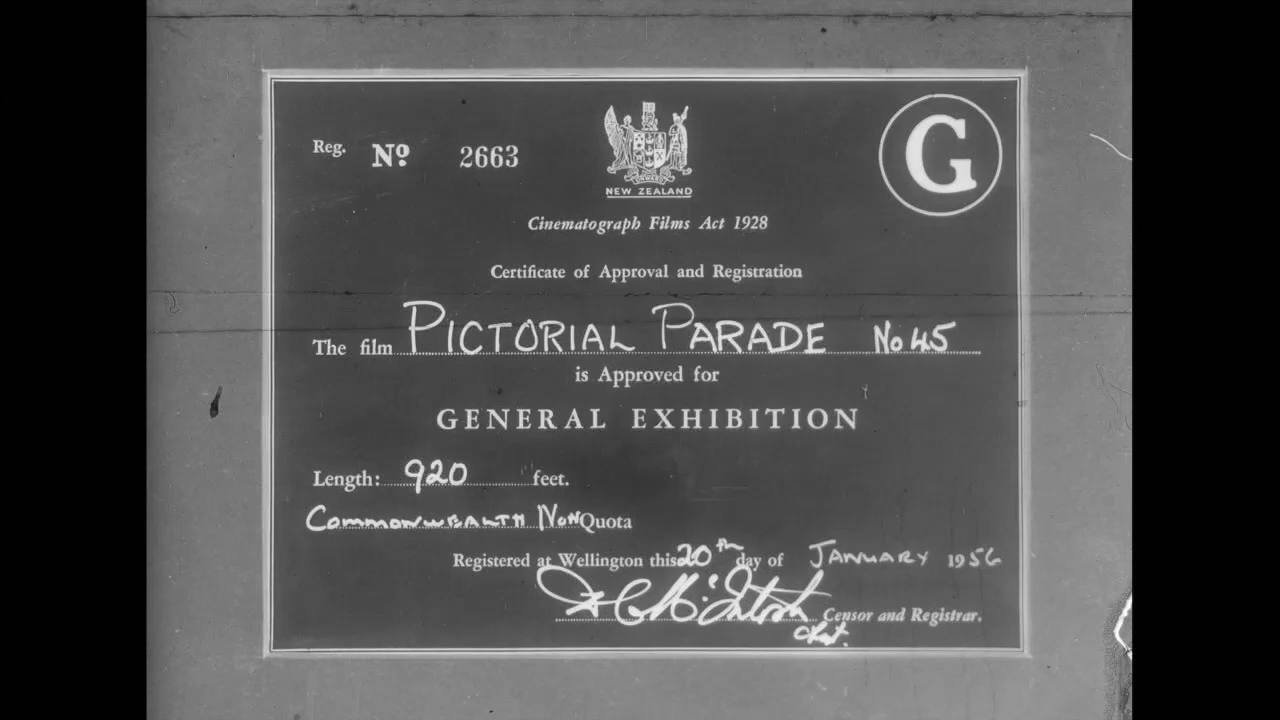 Reg. Nº 2663
G
ONWARD
NEW ZEALAND
Cinematograph Films Act 1928
Certificate of Approval and Registration
The film PICTORIAL PARADE No 45
is Approved for
GENERAL EXHIBITION
Length: 920 feet.
COMMONWEALTH NON Quota
Registered at Wellington this 20th day of JANUARY 1956
McIntosh Censor and Registrar.